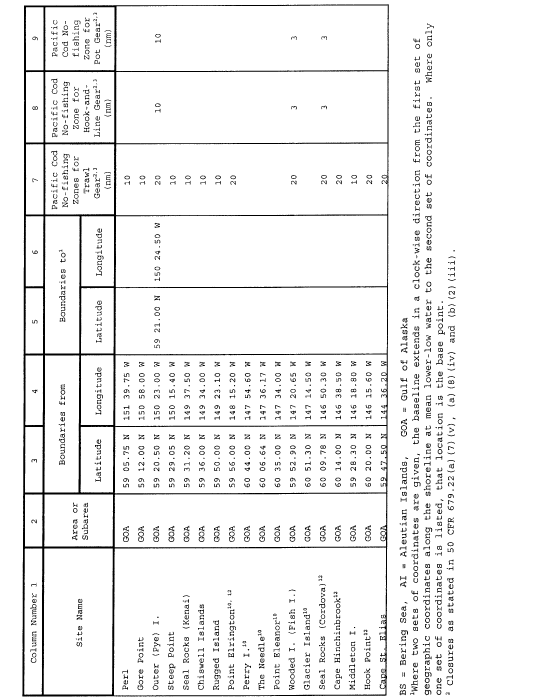 Column Number 1 2 3 4 5 6 7 8 9
Site Name
Area or Subarea
Boundaries from
Boundaries to¹
Latitude Longitude Latitude Longitude
Pacific Cod No-fishing Zones for Trawl Gear²,³ (nm)
Pacific Cod No-fishing Zone for Hook-and-Line Gear²,³ (nm)
Pacific Cod No-fishing Zone for Pot Gear²,³ (nm)
Perl GOA 59 05.75 N 151 39.75 W 10
Gore Point GOA 59 12.00 N 150 58.00 W 10
Outer (Pye) I. GOA 59 20.50 N 150 23.00 W 59 21.00 N 150 24.50 W 20 10 10
Steep Point GOA 59 29.05 N 150 15.40 W 10
Seal Rocks (Kenai) GOA 59 31.20 N 149 37.50 W 10
Chiswell Islands GOA 59 36.00 N 149 34.00 W 10
Rugged Island GOA 59 50.00 N 149 23.10 W 10
Point Elrington¹⁰, ¹² GOA 59 56.00 N 148 15.20 W 20
Perry I.¹⁰ GOA 60 44.00 N 147 54.60 W
The Needle¹⁰ GOA 60 06.64 N 147 36.17 W
Point Eleanor¹⁰ GOA 60 35.00 N 147 34.00 W
Wooded I. (Fish I.) GOA 59 52.90 N 147 20.65 W 20 3 3
Glacier Island¹⁰ GOA 60 51.30 N 147 14.50 W
Seal Rocks (Cordova)¹² GOA 60 09.78 N 146 50.30 W 20 3 3
Cape Hinchinbrook¹² GOA 60 14.00 N 146 38.50 W 20
Middleton I. GOA 59 28.30 N 146 18.80 W 10
Hook Point¹² GOA 60 20.00 N 146 15.60 W 20
Cape St. Elias GOA 59 47.50 N 144 36.20 W 20
BS = Bering Sea, AI = Aleutian Islands, GOA = Gulf of Alaska
¹Where two sets of coordinates are given, the baseline extends in a clock-wise direction from the first set of
geographic coordinates along the shoreline at mean lower-low water to the second set of coordinates. Where only
one set of coordinates is listed, that location is the base point.
²Closures as stated in 50 CFR 679.22(a)(7)(v), (a)(8)(iv) and (b)(2)(iii).